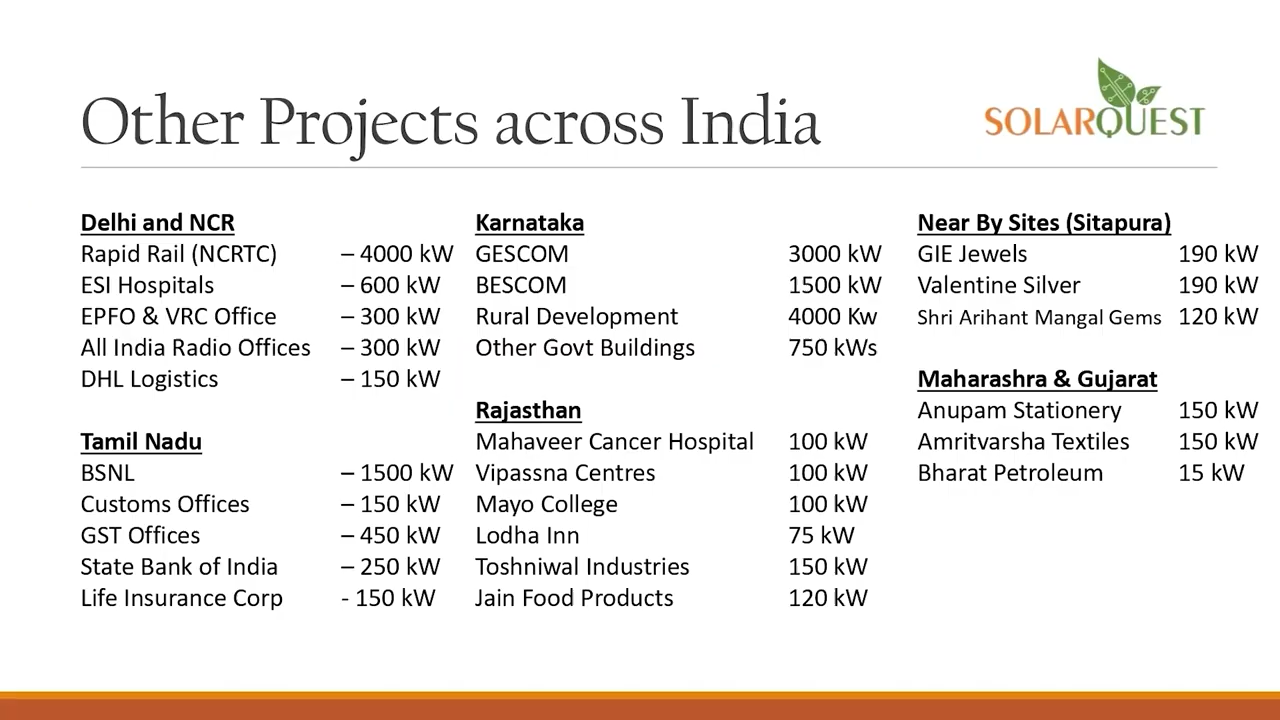 Other Projects across India
SOLARQUEST
Delhi and NCR
Rapid Rail (NCRTC) – 4000 kW
ESI Hospitals – 600 kW
EPFO & VRC Office – 300 kW
All India Radio Offices – 300 kW
DHL Logistics – 150 kW
Tamil Nadu
BSNL – 1500 kW
Customs Offices – 150 kW
GST Offices – 450 kW
State Bank of India – 250 kW
Life Insurance Corp - 150 kW
Karnataka
GESCOM 3000 kW
BESCOM 1500 kW
Rural Development 4000 Kw
Other Govt Buildings 750 kWs
Rajasthan
Mahaveer Cancer Hospital 100 kW
Vipassna Centres 100 kW
Mayo College 100 kW
Lodha Inn 75 kW
Toshniwal Industries 150 kW
Jain Food Products 120 kW
Near By Sites (Sitapura)
GIE Jewels 190 kW
Valentine Silver 190 kW
Shri Arihant Mangal Gems 120 kW
Maharashra & Gujarat
Anupam Stationery 150 kW
Amritvarsha Textiles 150 kW
Bharat Petroleum 15 kW